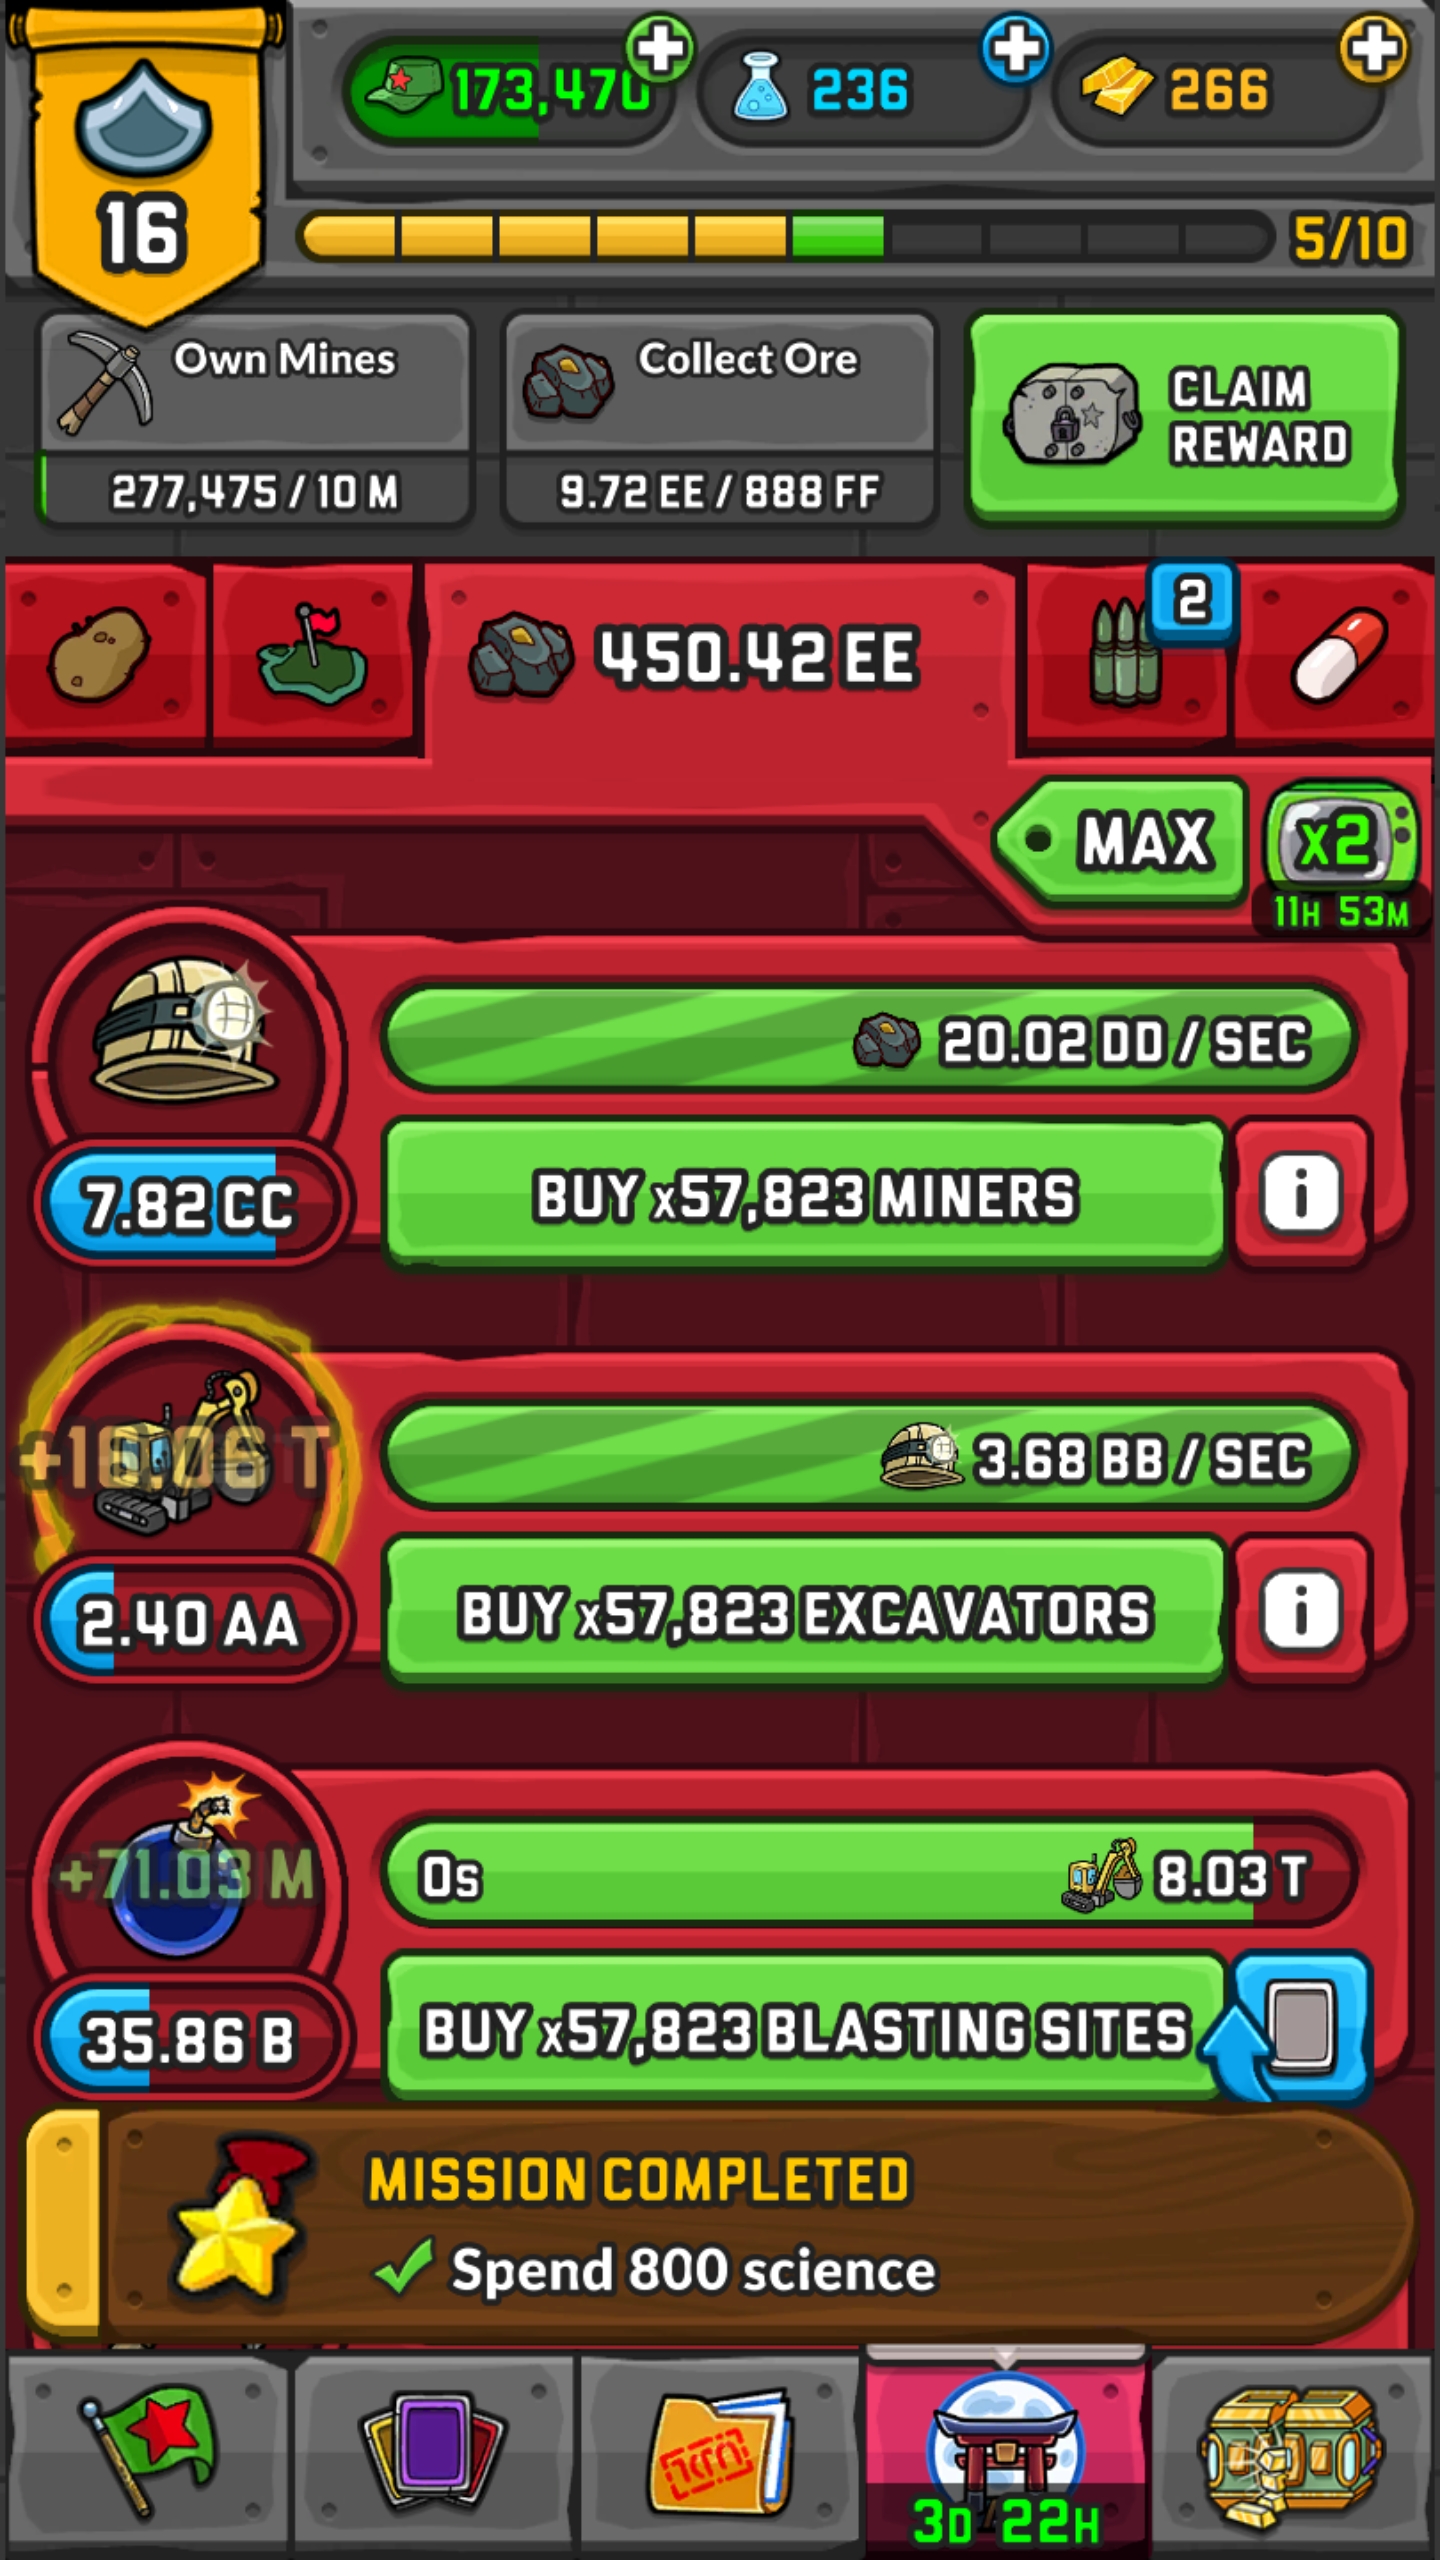 173,470
236
266
16
5/10
Own Mines
277,475 / 10 M
Collect Ore
9.72 EE / 888 FF
CLAIM
REWARD
450.42 EE
2
MAX
x2
11H 53M
20.02 DD / SEC
7.82 CC
BUY x57,823 MINERS
i
3.68 BB / SEC
2.40 AA
BUY x57,823 EXCAVATORS
i
+71.03 M
0s
8.03 T
35.86 B
BUY x57,823 BLASTING SITES
MISSION COMPLETED
Spend 800 science
3D 22H